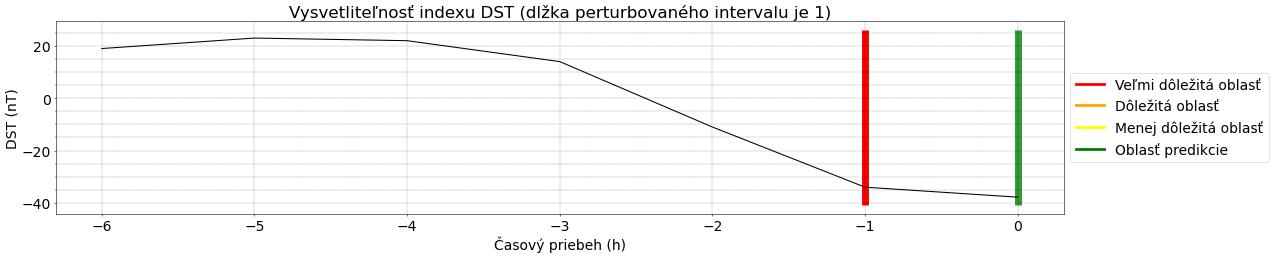 Vysvetliteľnosť indexu DST (dlžka perturbovaného intervalu je 1)
DST (nT)
20
0
−20
−40
−6 −5 −4 −3 −2 −1 0
Časový priebeh (h)
Veľmi dôležitá oblasť
Dôležitá oblasť
Menej dôležitá oblasť
Oblasť predikcie